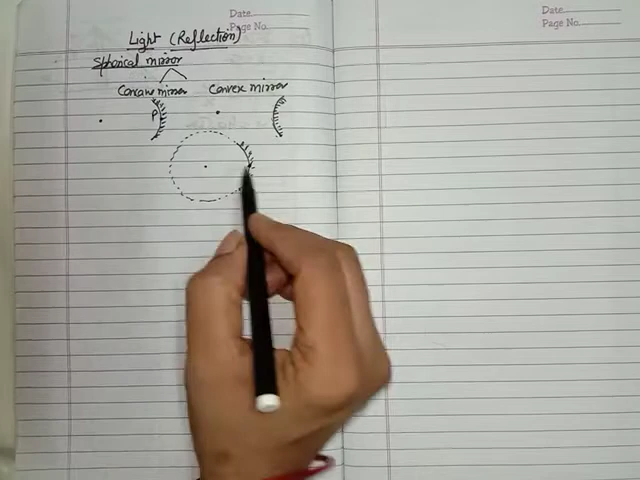 Date
Page No.
Date
Page No.
Light (Reflection)
Spherical mirror
Concave mirror Convex mirror
P